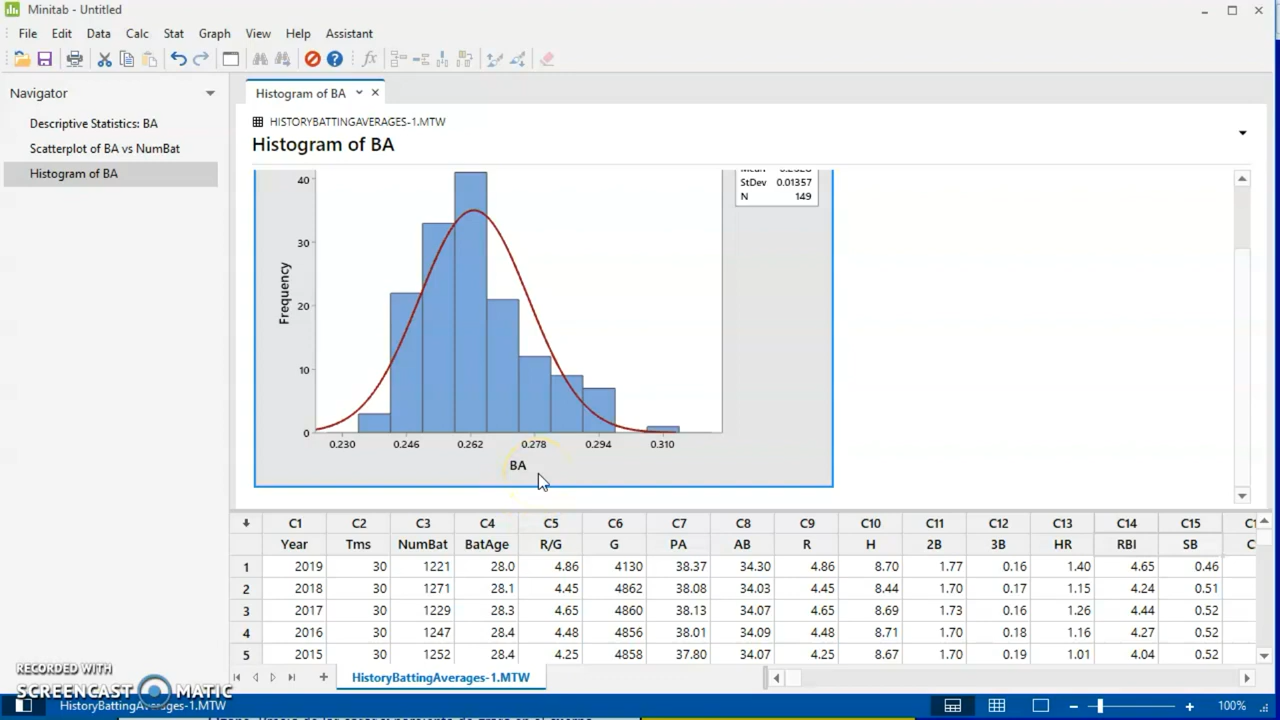 Minitab - Untitled
File Edit Data Calc Stat Graph View Help Assistant
Navigator
Descriptive Statistics: BA
Scatterplot of BA vs NumBat
Histogram of BA
Histogram of BA
HISTORYBATTINGAVERAGES-1.MTW
Histogram of BA
StDev 0.01357
N 149
40
30
20
10
0
Frequency
0.230 0.246 0.262 0.278 0.294 0.310
BA
C1 C2 C3 C4 C5 C6 C7 C8 C9 C10 C11 C12 C13 C14 C15
Year Tms NumBat BatAge R/G G PA AB R H 2B 3B HR RBI SB
1 2019 30 1221 28.0 4.86 4130 38.37 34.30 4.86 8.70 1.77 0.16 1.40 4.65 0.46
2 2018 30 1271 28.1 4.45 4862 38.08 34.03 4.45 8.44 1.70 0.17 1.15 4.24 0.51
3 2017 30 1229 28.3 4.65 4860 38.13 34.07 4.65 8.69 1.73 0.16 1.26 4.44 0.52
4 2016 30 1247 28.4 4.48 4856 38.01 34.09 4.48 8.71 1.70 0.18 1.16 4.27 0.52
5 2015 30 1252 28.4 4.25 4858 37.80 34.07 4.25 8.67 1.70 0.19 1.01 4.04 0.52
HistoryBattingAverages-1.MTW
RECORDED WITH
SCREENCAST MATIC
HistoryBattingAverages-1.MTW
100%